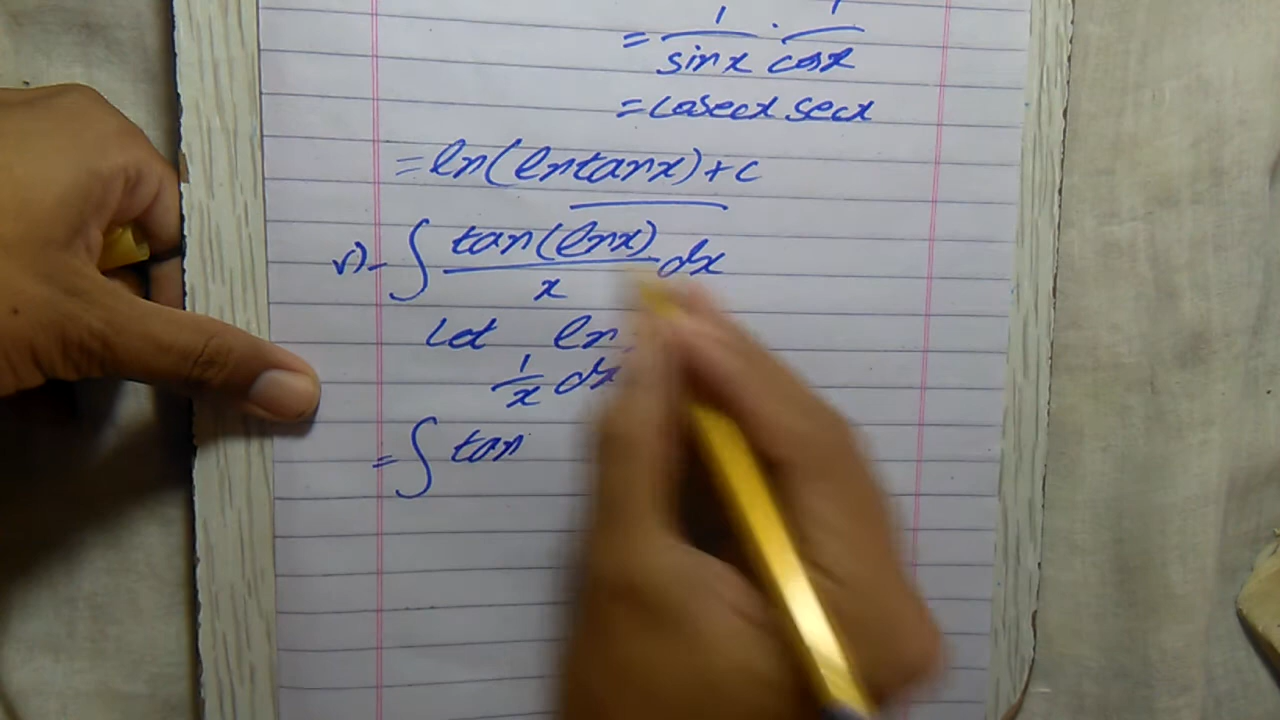 = 1/sinx · 1/cosx
= cosecx secx
= ln(lntanx)+c
v)- ∫ tan(lnx)/x dx
Let ln
1/x dx
= ∫ tan